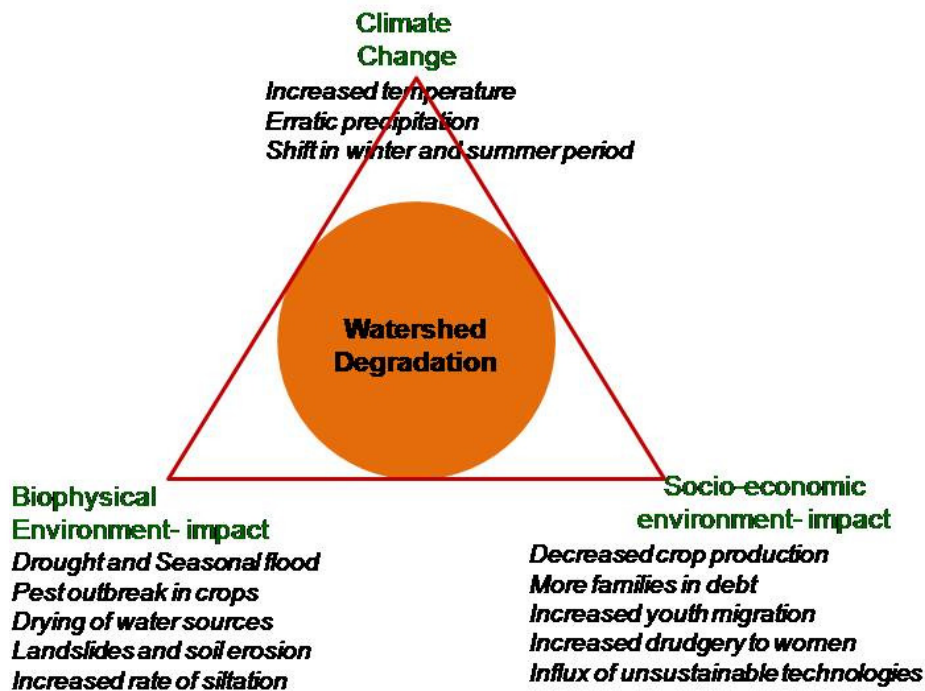 Climate
Change
Increased temperature
Erratic precipitation
Shift in winter and summer period
Watershed
Degradation
Biophysical
Environment- impact
Drought and Seasonal flood
Pest outbreak in crops
Drying of water sources
Landslides and soil erosion
Increased rate of siltation
Socio-economic
environment- impact
Decreased crop production
More families in debt
Increased youth migration
Increased drudgery to women
Influx of unsustainable technologies